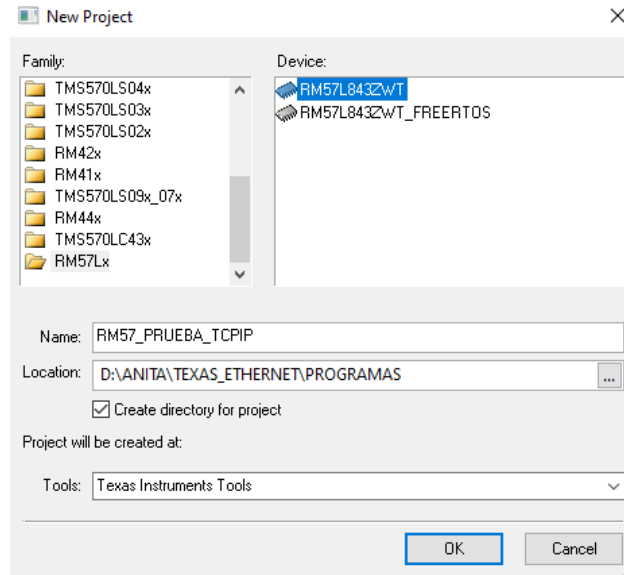 New Project
Family:
TMS570LS04x
TMS570LS03x
TMS570LS02x
RM42x
RM41x
TMS570LS09x_07x
RM44x
TMS570LC43x
RM57Lx
Device:
RM57L843ZWT
RM57L843ZWT_FREERTOS
Name: RM57_PRUEBA_TCPIP
Location: D:\ANITA\TEXAS_ETHERNET\PROGRAMAS ...
Create directory for project
Project will be created at:
Tools: Texas Instruments Tools
OK Cancel